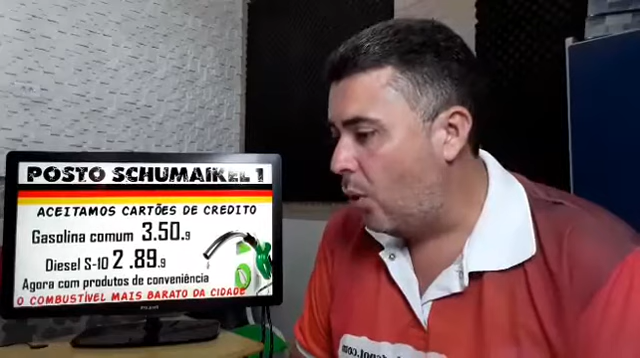 POSTO SCHUMAIKEL 1
ACEITAMOS CARTÕES DE CREDITO
Gasolina comum 3.50.9
Diesel S-10 2.89.9
Agora com produtos de conveniência
O COMBUSTÍVEL MAIS BARATO DA CIDADE